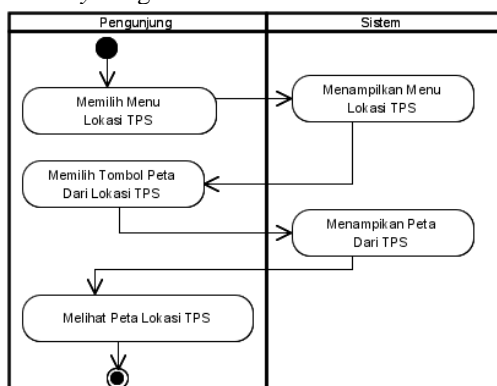 Pengunjung Sistem
Memilih Menu
Lokasi TPS
Menampilkan Menu
Lokasi TPS
Memilih Tombol Peta
Dari Lokasi TPS
Menampikan Peta
Dari TPS
Melihat Peta Lokasi TPS